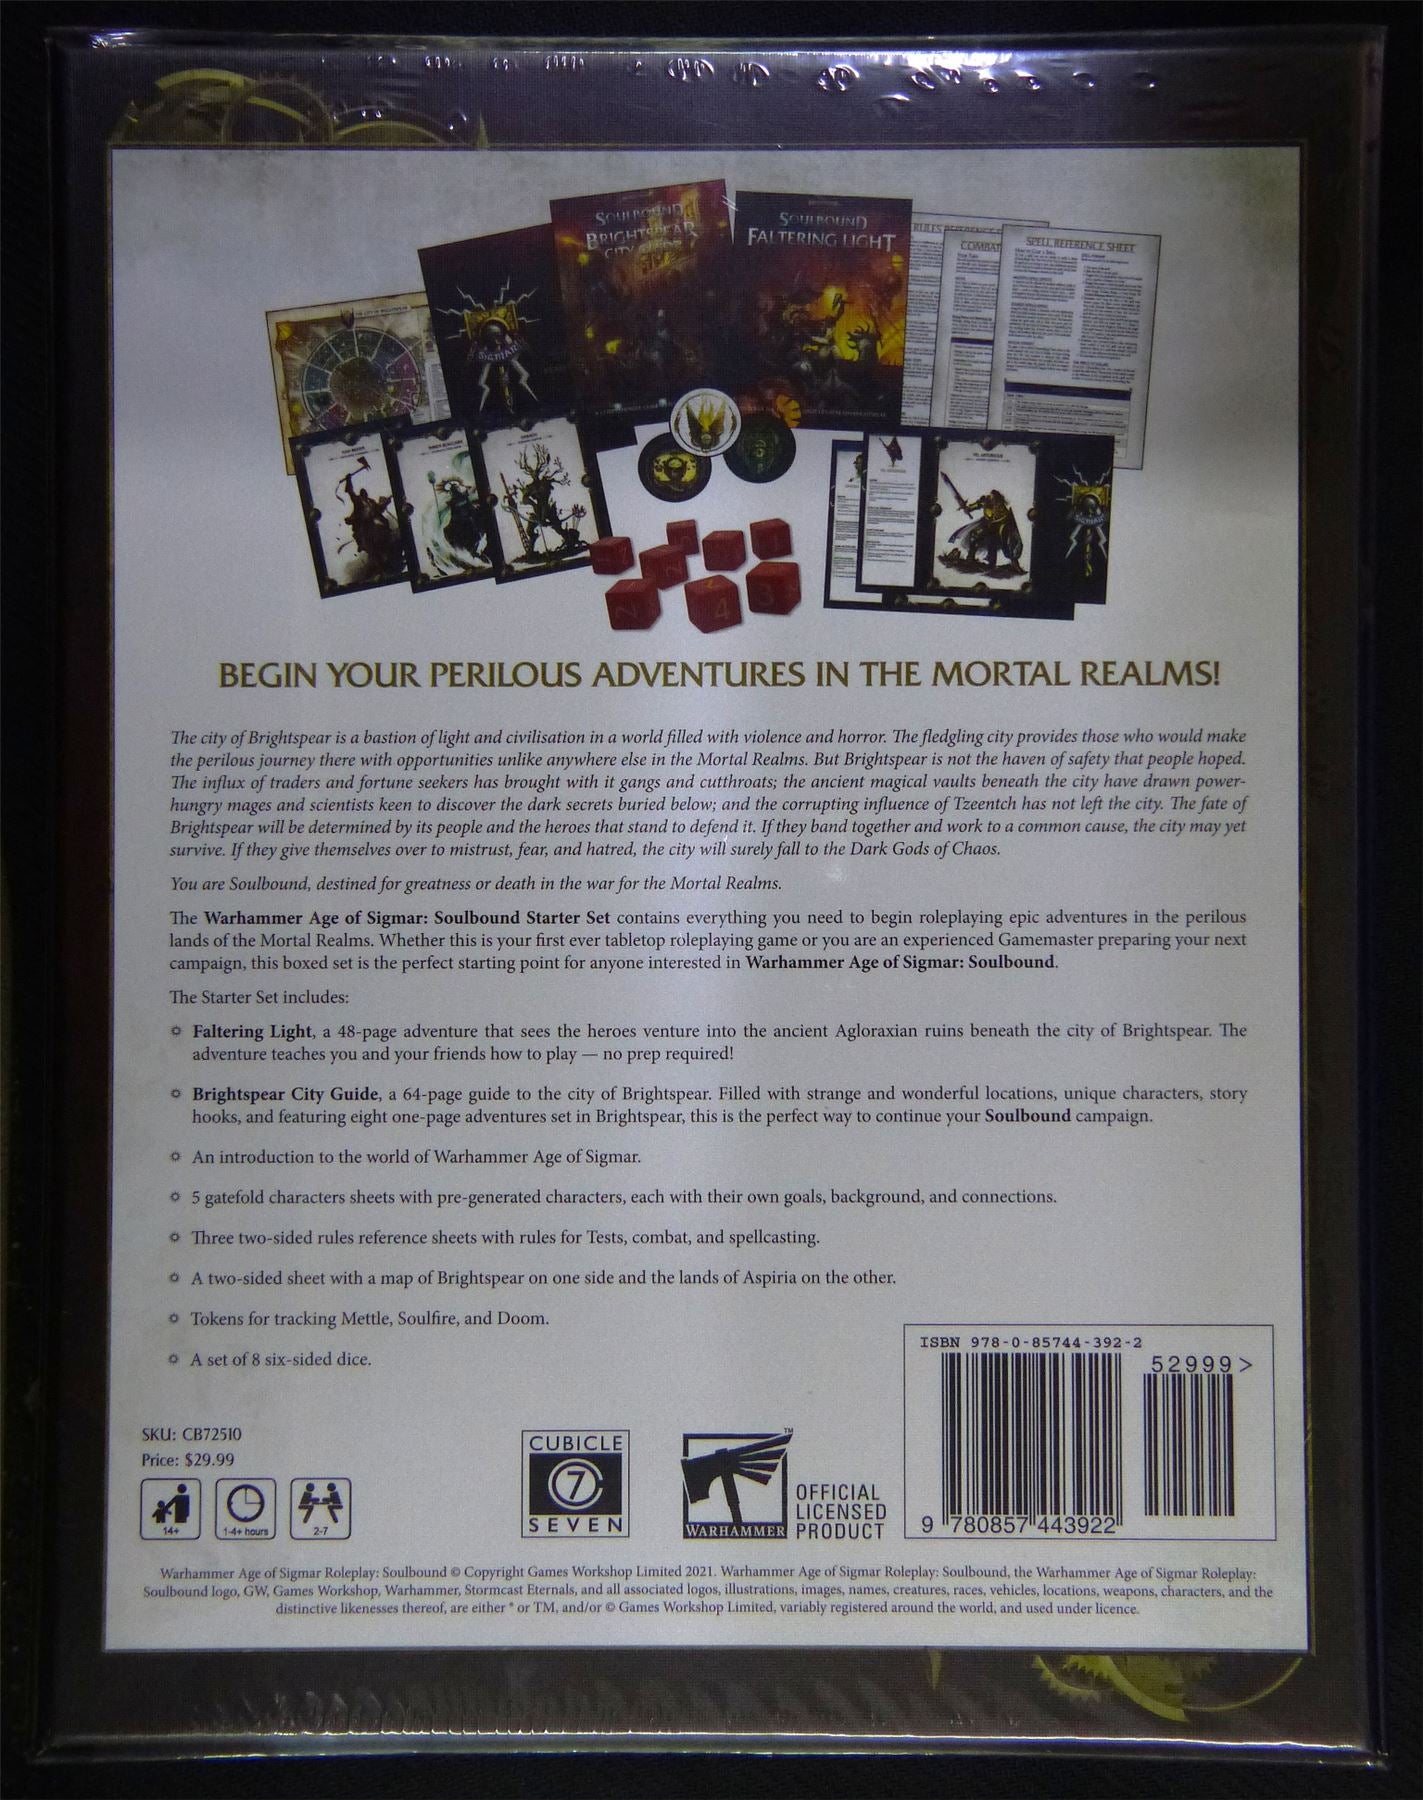 SOULBOUND
BRIGHTSPEAR
CITY GUIDE
SOULBOUND
FALTERING LIGHT
RULES REFERENCE
COMBAT
SPELL REFERENCE SHEET
THE CITY OF BRIGHTSPEAR
SIGMAR
SIGMAR
BEGIN YOUR PERILOUS ADVENTURES IN THE MORTAL REALMS!
The city of Brightspear is a bastion of light and civilisation in a world filled with violence and horror. The fledgling city provides those who would make
the perilous journey there with opportunities unlike anywhere else in the Mortal Realms. But Brightspear is not the haven of safety that people hoped.
The influx of traders and fortune seekers has brought with it gangs and cutthroats; the ancient magical vaults beneath the city have drawn power-
hungry mages and scientists keen to discover the dark secrets buried below; and the corrupting influence of Tzeentch has not left the city. The fate of
Brightspear will be determined by its people and the heroes that stand to defend it. If they band together and work to a common cause, the city may yet
survive. If they give themselves over to mistrust, fear, and hatred, the city will surely fall to the Dark Gods of Chaos.
You are Soulbound, destined for greatness or death in the war for the Mortal Realms.
The Warhammer Age of Sigmar: Soulbound Starter Set contains everything you need to begin roleplaying epic adventures in the perilous
lands of the Mortal Realms. Whether this is your first ever tabletop roleplaying game or you are an experienced Gamemaster preparing your next
campaign, this boxed set is the perfect starting point for anyone interested in Warhammer Age of Sigmar: Soulbound.
The Starter Set includes:
Faltering Light, a 48-page adventure that sees the heroes venture into the ancient Agloraxian ruins beneath the city of Brightspear. The
adventure teaches you and your friends how to play — no prep required!
Brightspear City Guide, a 64-page guide to the city of Brightspear. Filled with strange and wonderful locations, unique characters, story
hooks, and featuring eight one-page adventures set in Brightspear, this is the perfect way to continue your Soulbound campaign.
An introduction to the world of Warhammer Age of Sigmar.
5 gatefold characters sheets with pre-generated characters, each with their own goals, background, and connections.
Three two-sided rules reference sheets with rules for Tests, combat, and spellcasting.
A two-sided sheet with a map of Brightspear on one side and the lands of Aspiria on the other.
Tokens for tracking Mettle, Soulfire, and Doom.
A set of 8 six-sided dice.
ISBN 978-0-85744-392-2
52999>
9 780857 443922
SKU: CB72510
Price: $29.99
14+
1-4+ hours
2-7
CUBICLE
7
SEVEN
WARHAMMER
TM
OFFICIAL
LICENSED
PRODUCT
Warhammer Age of Sigmar Roleplay: Soulbound © Copyright Games Workshop Limited 2021. Warhammer Age of Sigmar Roleplay: Soulbound, the Warhammer Age of Sigmar Roleplay:
Soulbound logo, GW, Games Workshop, Warhammer, Stormcast Eternals, and all associated logos, illustrations, images, names, creatures, races, vehicles, locations, weapons, characters, and the
distinctive likenesses thereof, are either ® or TM, and/or © Games Workshop Limited, variably registered around the world, and used under licence.